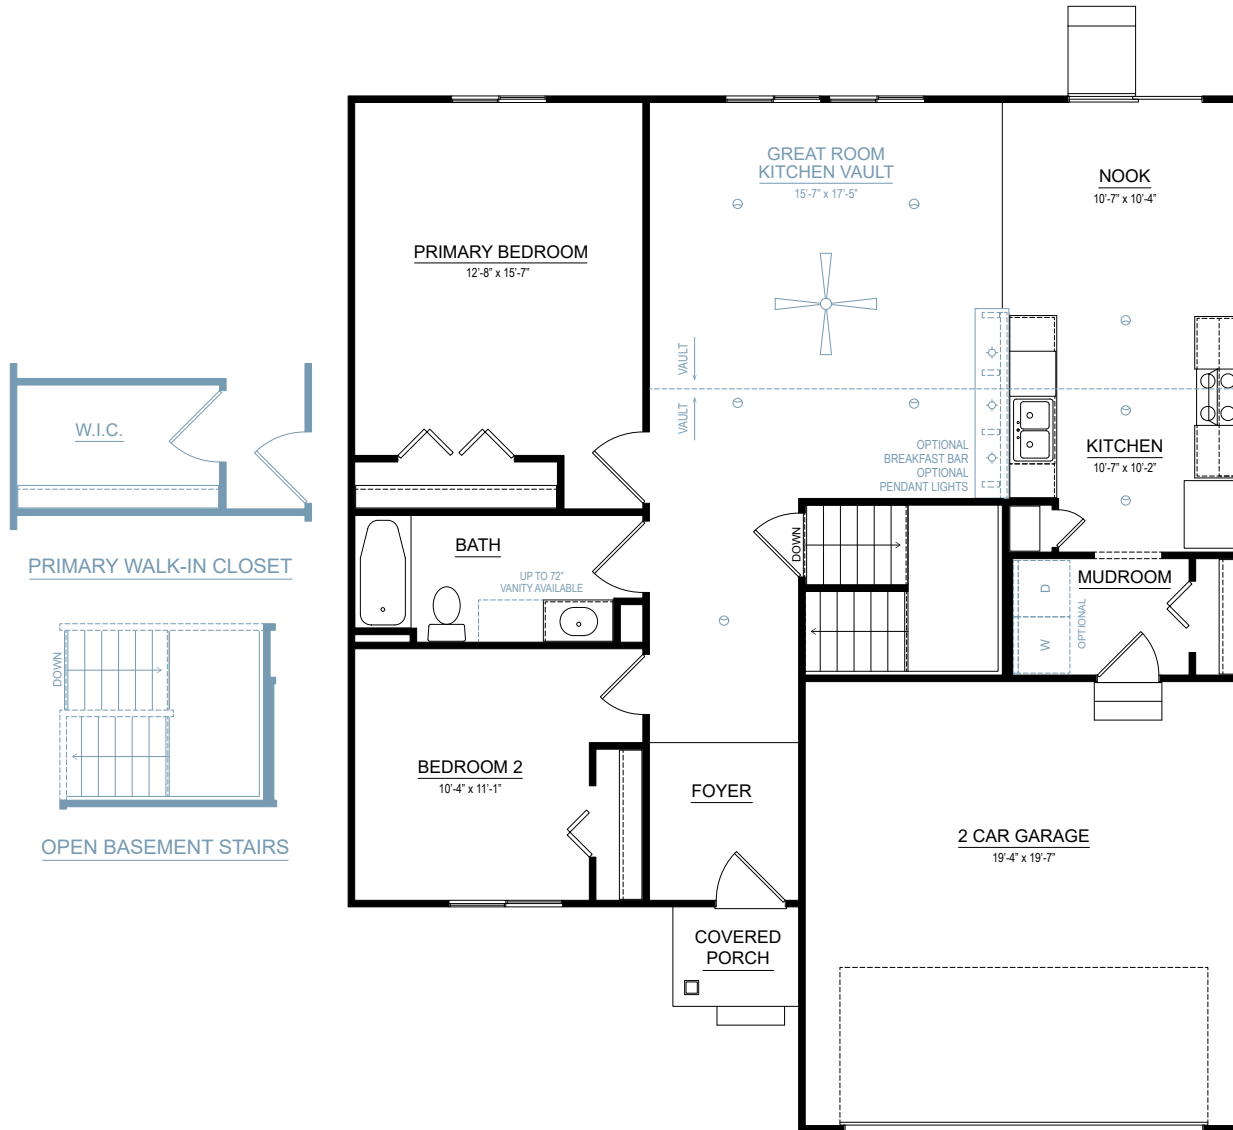 GREAT ROOM
KITCHEN VAULT
15'-7" x 17'-5"
NOOK
10'-7" x 10'-4"
PRIMARY BEDROOM
12'-8" x 15'-7"
VAULT
VAULT
W.I.C.
OPTIONAL
BREAKFAST BAR
OPTIONAL
PENDANT LIGHTS
KITCHEN
10'-7" x 10'-2"
PRIMARY WALK-IN CLOSET
BATH
UP TO 72"
VANITY AVAILABLE
DOWN
MUDROOM
D
W
OPTIONAL
DOWN
OPEN BASEMENT STAIRS
BEDROOM 2
10'-4" x 11'-1"
FOYER
2 CAR GARAGE
19'-4" x 19'-7"
COVERED
PORCH